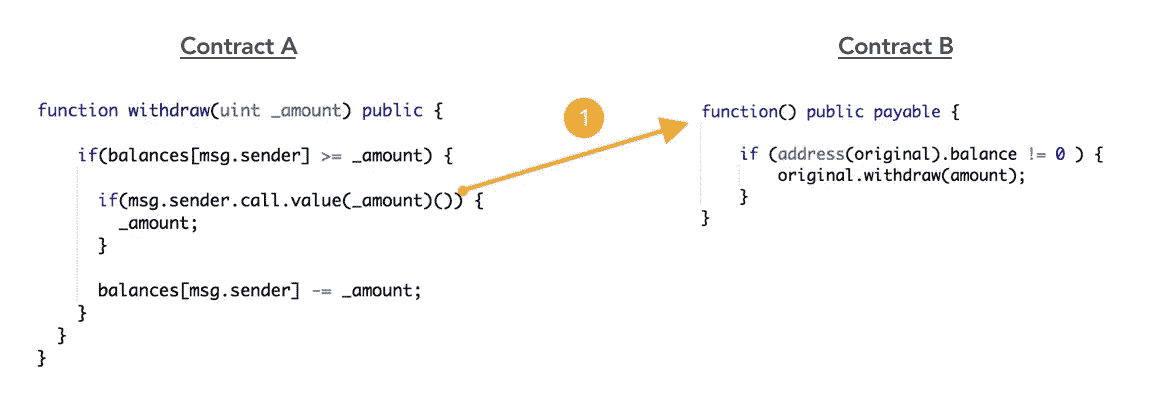 Contract A
function withdraw(uint _amount) public {
if(balances[msg.sender] >= _amount) {
if(msg.sender.call.value(_amount)()) {
_amount;
}
balances[msg.sender] -= _amount;
}
}
}
1
Contract B
function() public payable {
if (address(original).balance != 0 ) {
original.withdraw(amount);
}
}